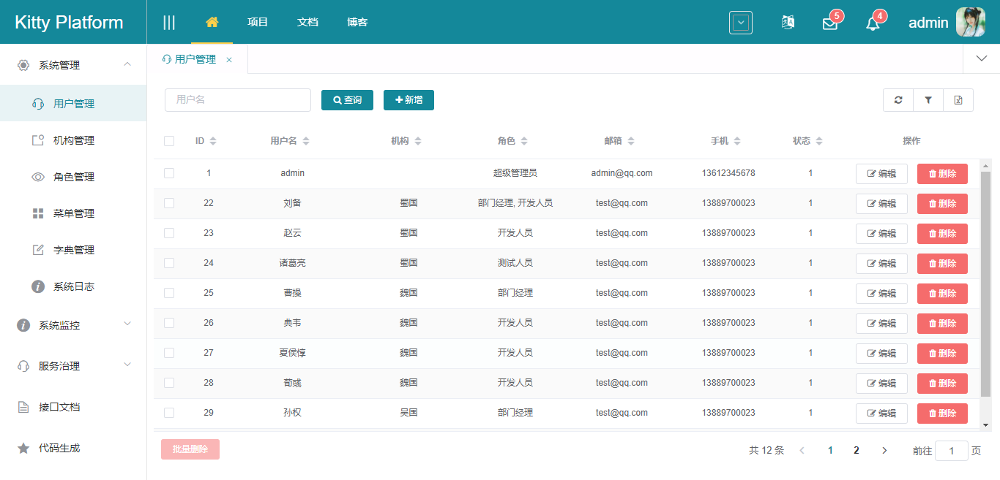 Kitty Platform
项目 文档 博客 5 4 admin
系统管理
用户管理
机构管理
角色管理
菜单管理
字典管理
系统日志
系统监控
服务治理
接口文档
代码生成
用户管理 ×
用户名 查询 新增
ID 用户名 机构 角色 邮箱 手机 状态 操作
1 admin 超级管理员 admin@qq.com 13612345678 1 编辑 删除
22 刘备 蜀国 部门经理, 开发人员 test@qq.com 13889700023 1 编辑 删除
23 赵云 蜀国 开发人员 test@qq.com 13889700023 1 编辑 删除
24 诸葛亮 蜀国 测试人员 test@qq.com 13889700023 1 编辑 删除
25 曹操 魏国 部门经理 test@qq.com 13889700023 1 编辑 删除
26 典韦 魏国 开发人员 test@qq.com 13889700023 1 编辑 删除
27 夏侯惇 魏国 开发人员 test@qq.com 13889700023 1 编辑 删除
28 荀彧 魏国 开发人员 test@qq.com 13889700023 1 编辑 删除
29 孙权 吴国 部门经理 test@qq.com 13889700023 1 编辑 删除
批量删除 共 12 条 1 2 前往 1 页